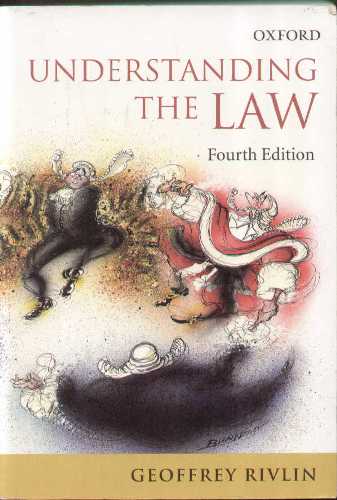 OXFORD
UNDERSTANDING
THE LAW
Fourth Edition
GEOFFREY RIVLIN